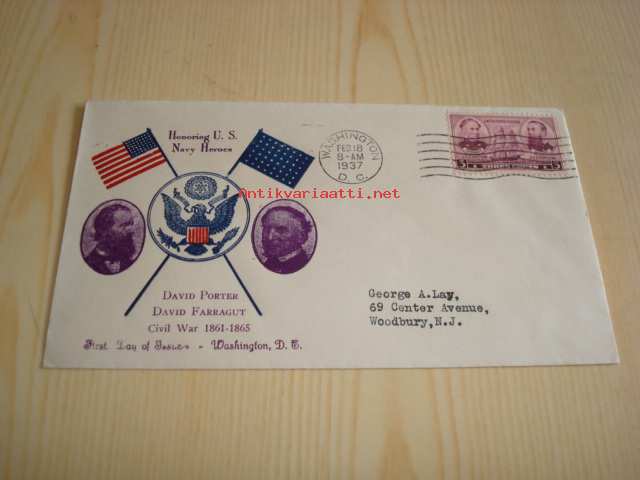 Honoring U. S.
Navy Heroes
WASHINGTON
FEB 18
8-AM
1937
D. C.
3¢
Antikvariaatti.net
DAVID PORTER
DAVID FARRAGUT
Civil War 1861-1865
First Day of Issue - Washington, D. C.
George A.Lay,
69 Center Avenue,
Woodbury,N.J.